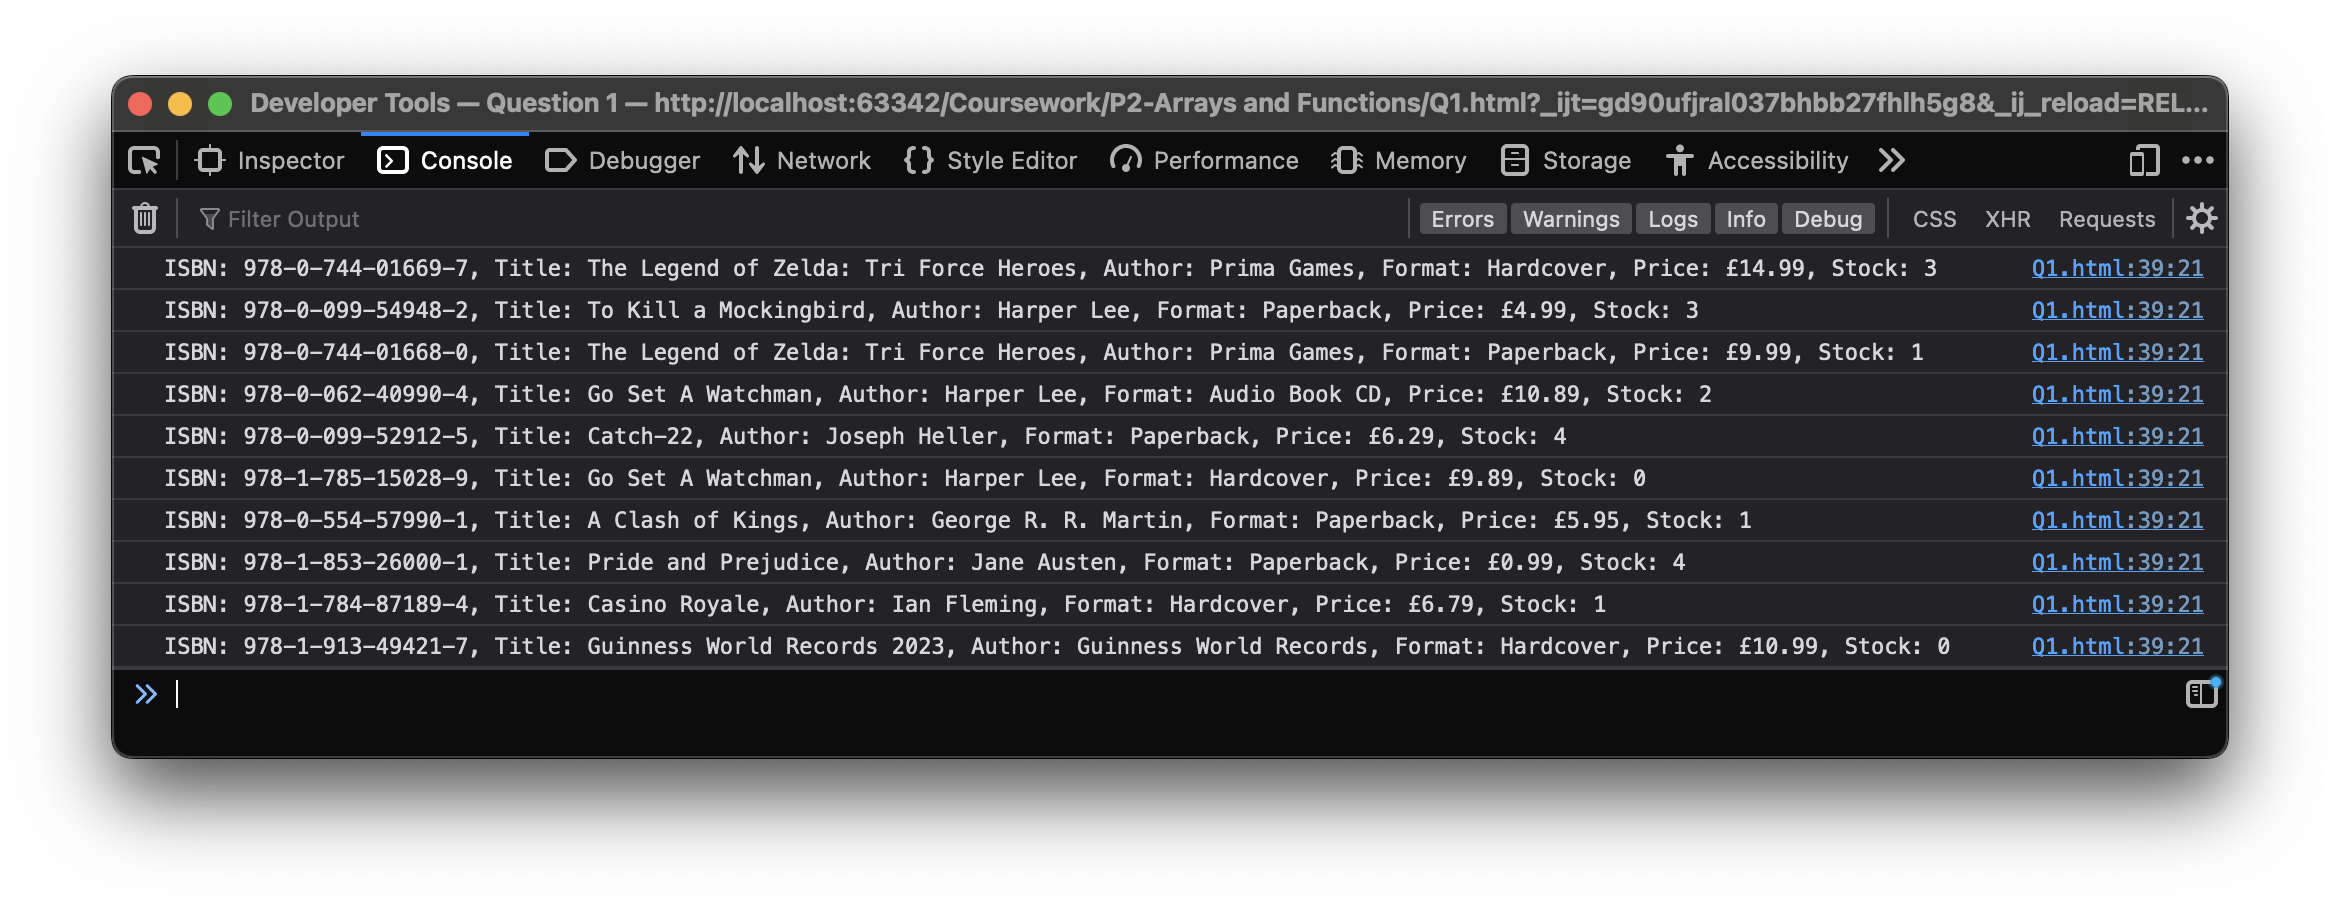 Developer Tools — Question 1 — http://localhost:63342/Coursework/P2-Arrays and Functions/Q1.html?_ijt=gd90ufjral037bhbb27fhlh5g8&_ij_reload=REL...
Inspector Console Debugger Network Style Editor Performance Memory Storage Accessibility
Filter Output Errors Warnings Logs Info Debug CSS XHR Requests
ISBN: 978-0-744-01669-7, Title: The Legend of Zelda: Tri Force Heroes, Author: Prima Games, Format: Hardcover, Price: £14.99, Stock: 3 Q1.html:39:21
ISBN: 978-0-099-54948-2, Title: To Kill a Mockingbird, Author: Harper Lee, Format: Paperback, Price: £4.99, Stock: 3 Q1.html:39:21
ISBN: 978-0-744-01668-0, Title: The Legend of Zelda: Tri Force Heroes, Author: Prima Games, Format: Paperback, Price: £9.99, Stock: 1 Q1.html:39:21
ISBN: 978-0-062-40990-4, Title: Go Set A Watchman, Author: Harper Lee, Format: Audio Book CD, Price: £10.89, Stock: 2 Q1.html:39:21
ISBN: 978-0-099-52912-5, Title: Catch-22, Author: Joseph Heller, Format: Paperback, Price: £6.29, Stock: 4 Q1.html:39:21
ISBN: 978-1-785-15028-9, Title: Go Set A Watchman, Author: Harper Lee, Format: Hardcover, Price: £9.89, Stock: 0 Q1.html:39:21
ISBN: 978-0-554-57990-1, Title: A Clash of Kings, Author: George R. R. Martin, Format: Paperback, Price: £5.95, Stock: 1 Q1.html:39:21
ISBN: 978-1-853-26000-1, Title: Pride and Prejudice, Author: Jane Austen, Format: Paperback, Price: £0.99, Stock: 4 Q1.html:39:21
ISBN: 978-1-784-87189-4, Title: Casino Royale, Author: Ian Fleming, Format: Hardcover, Price: £6.79, Stock: 1 Q1.html:39:21
ISBN: 978-1-913-49421-7, Title: Guinness World Records 2023, Author: Guinness World Records, Format: Hardcover, Price: £10.99, Stock: 0 Q1.html:39:21